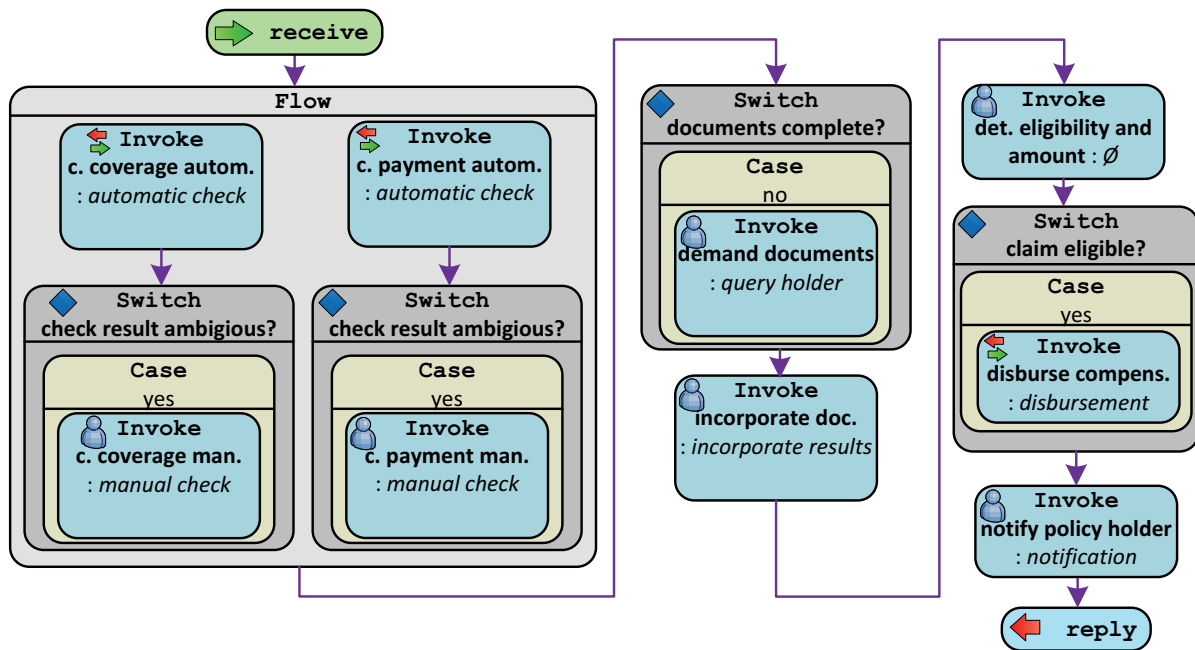 receive
Flow
Invoke
c. coverage autom.
: automatic check
Invoke
c. payment autom.
: automatic check
Switch
check result ambigious?
Case
yes
Invoke
c. coverage man.
: manual check
Switch
check result ambigious?
Case
yes
Invoke
c. payment man.
: manual check
Switch
documents complete?
Case
no
Invoke
demand documents
: query holder
Invoke
incorporate doc.
: incorporate results
Invoke
det. eligibility and
amount : Ø
Switch
claim eligible?
Case
yes
Invoke
disburse compens.
: disbursement
Invoke
notify policy holder
: notification
reply